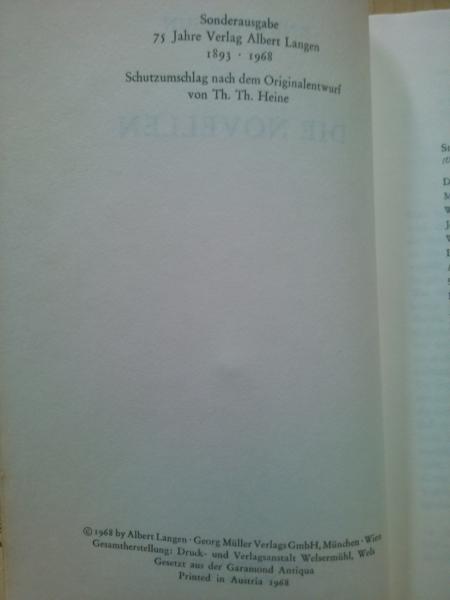 Sonderausgabe
75 Jahre Verlag Albert Langen
1893 · 1968
Schutzumschlag nach dem Originalentwurf
von Th. Th. Heine
DIE NOVELLEN
© 1968 by Albert Langen · Georg Müller Verlags GmbH, München · Wien
Gesamtherstellung: Druck- und Verlagsanstalt Welsermühl, Wels
Gesetzt aus der Garamond Antiqua
Printed in Austria 1968